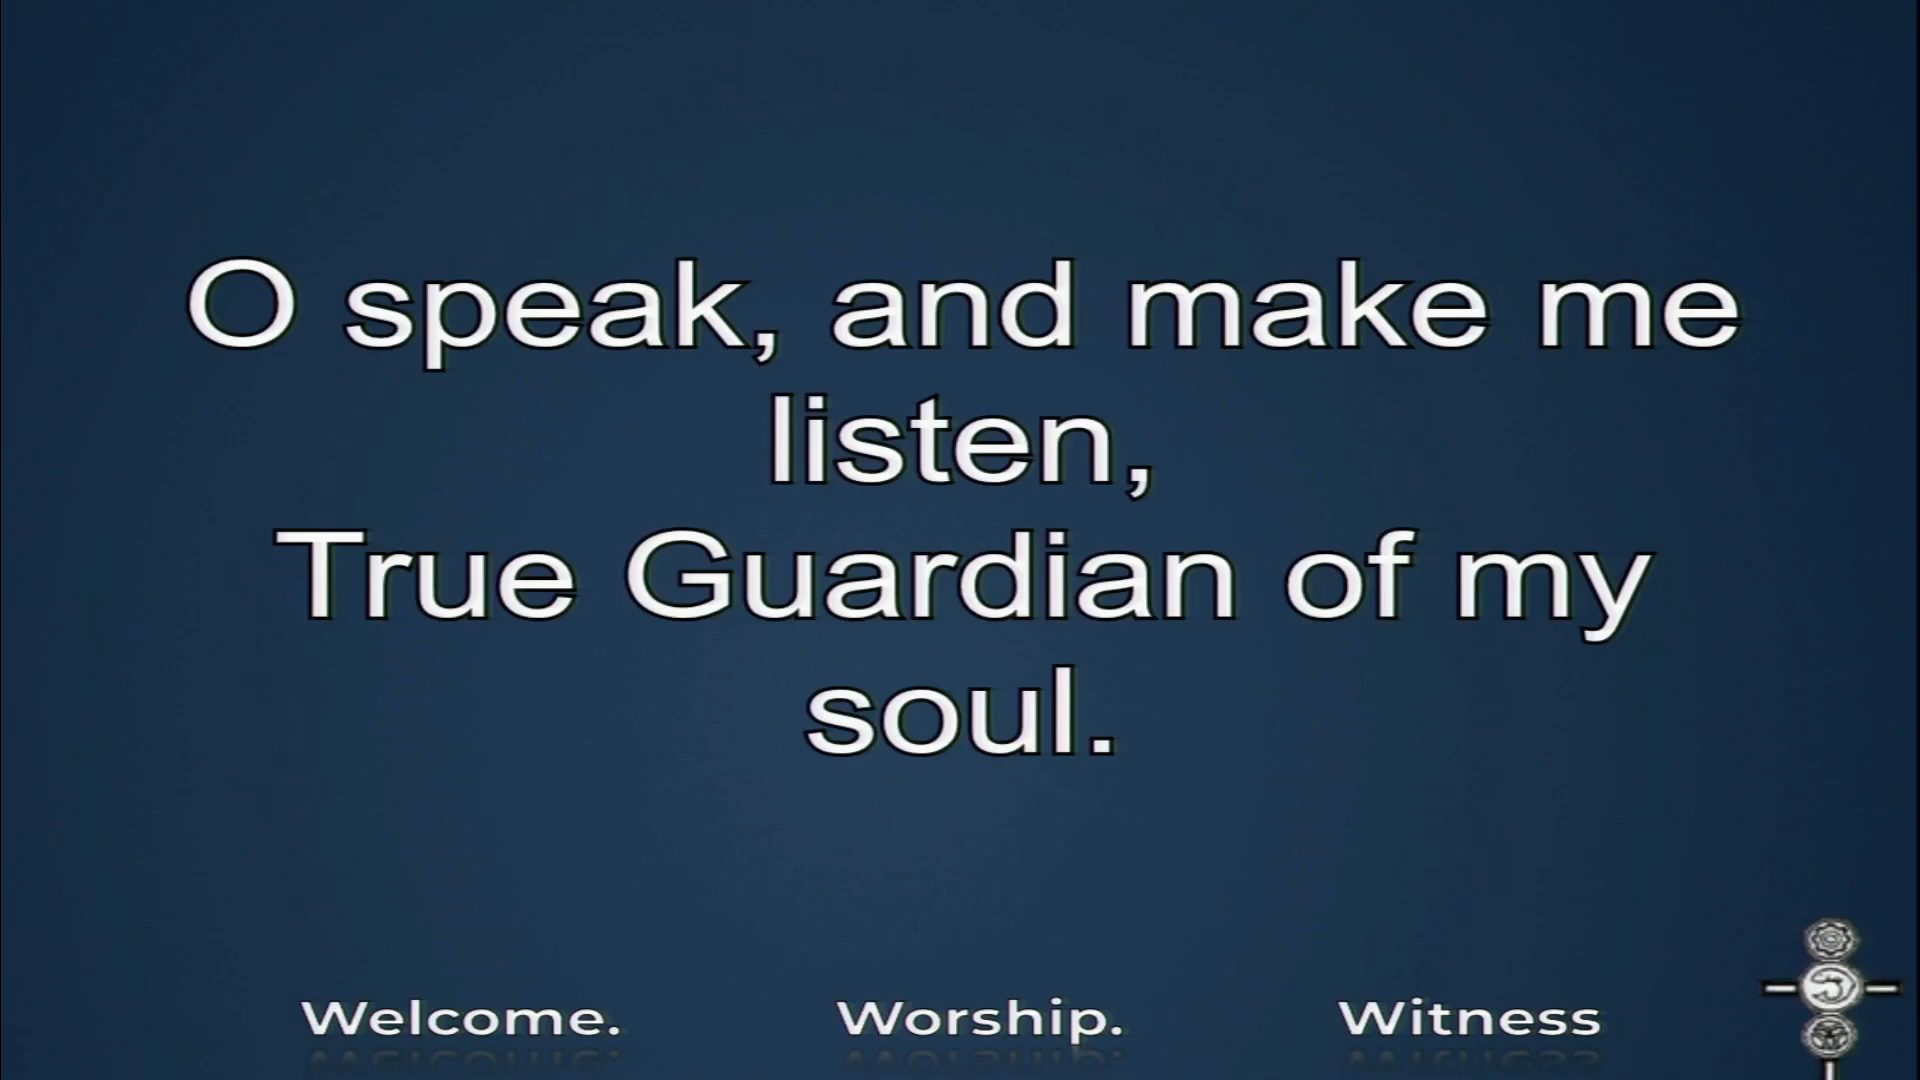 O speak, and make me
listen,
True Guardian of my
soul.
Welcome. Worship. Witness